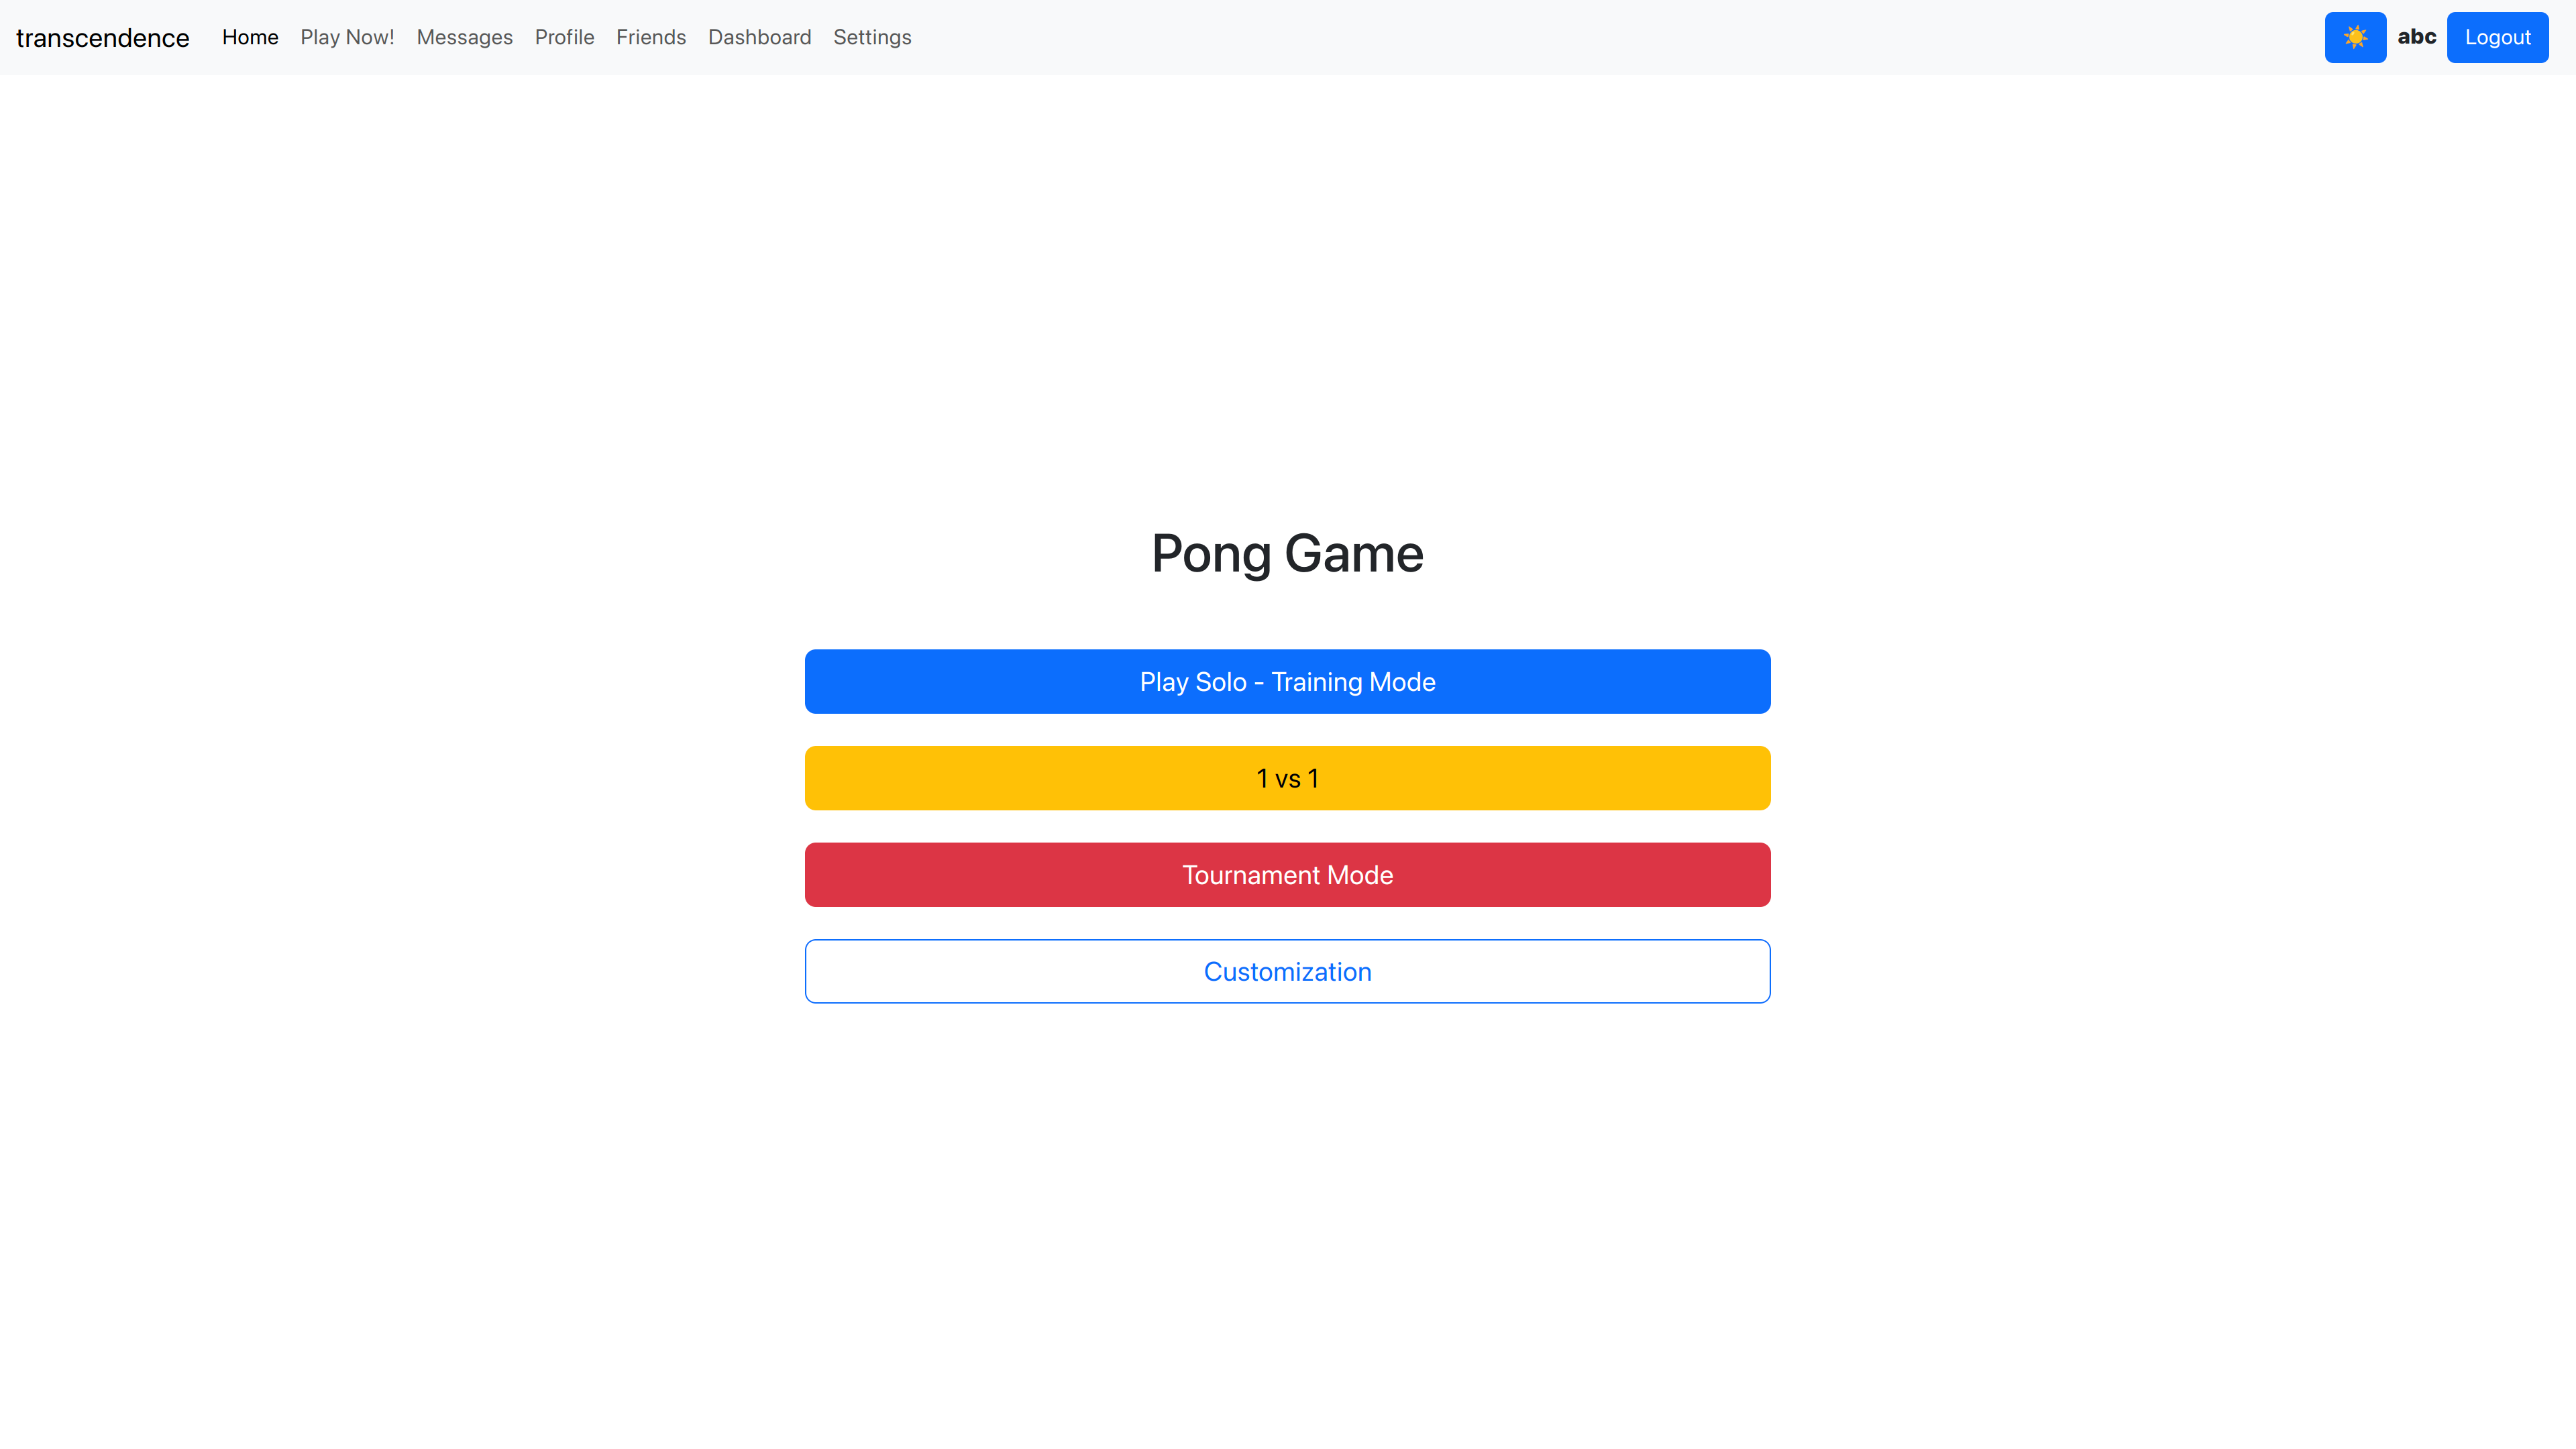 transcendence Home Play Now! Messages Profile Friends Dashboard Settings abc Logout
Pong Game
Play Solo - Training Mode
1 vs 1
Tournament Mode
Customization